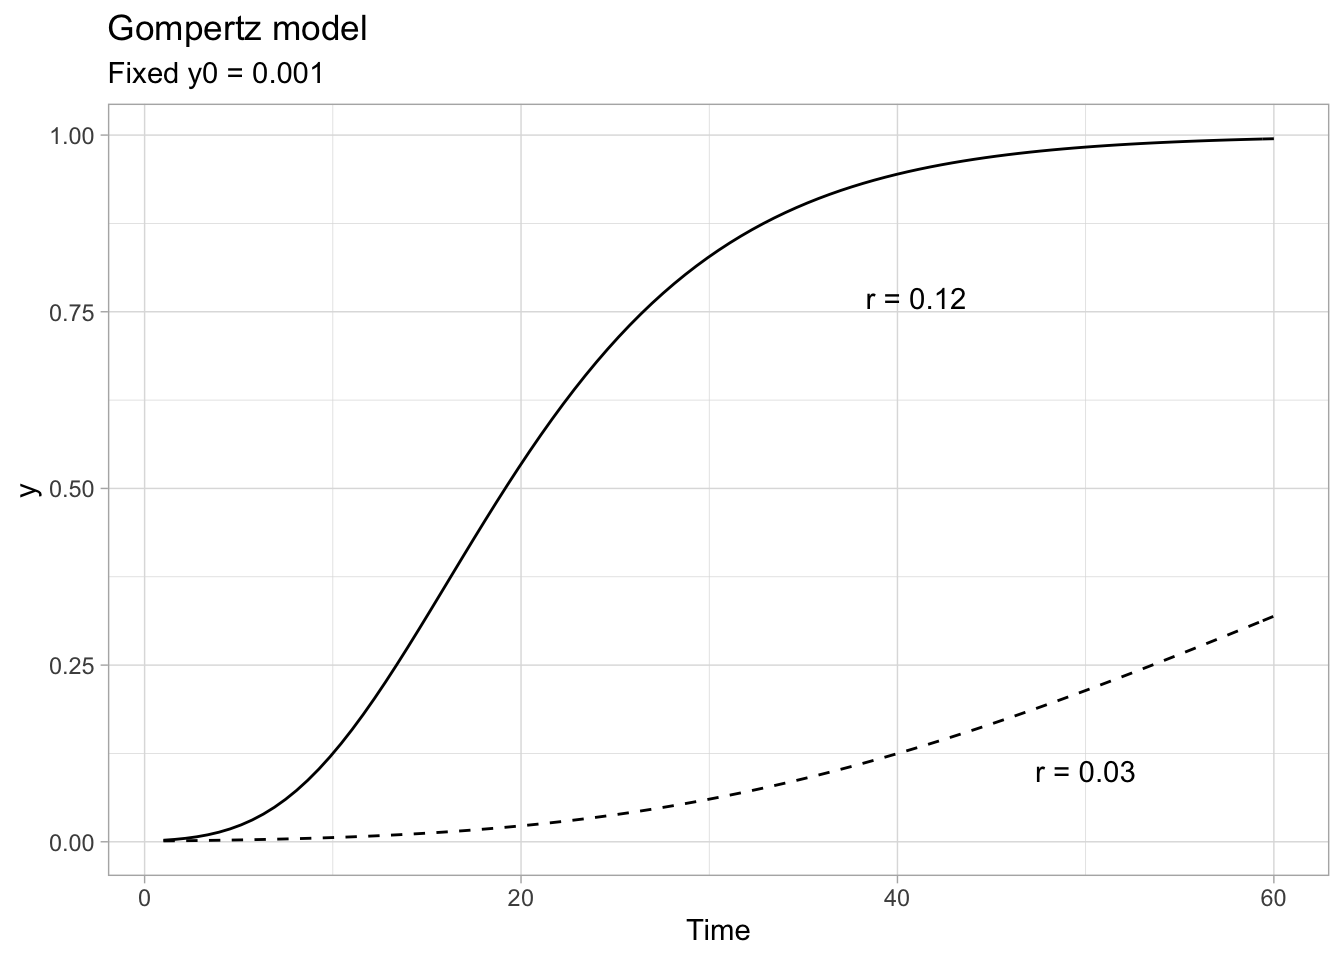 Gompertz model
Fixed y0 = 0.001
1.00
0.75
0.50
0.25
0.00
y
r = 0.12
r = 0.03
0 20 40 60
Time